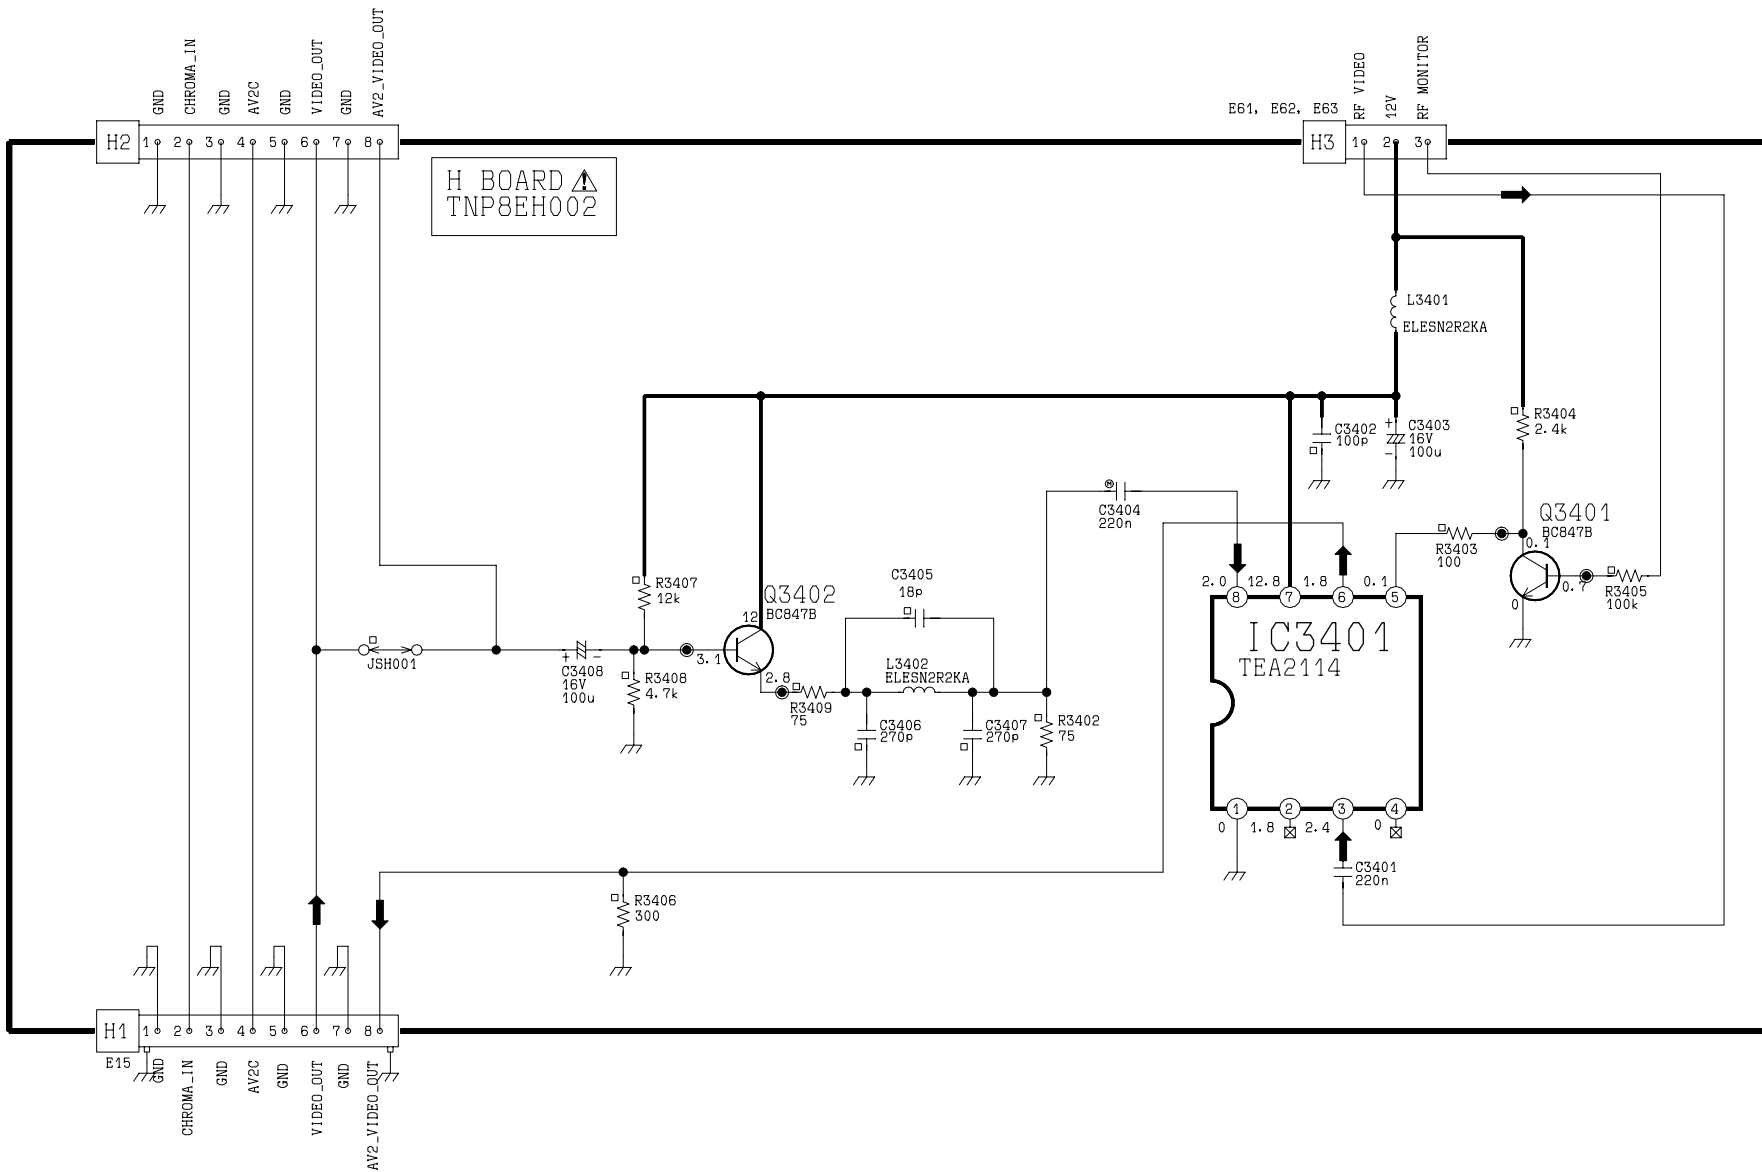 GND
CHROMA_IN
GND
AV2C
GND
VIDEO_OUT
GND
AV2_VIDEO_OUT
H2
1 2 3 4 5 6 7 8
H BOARD
TNP8EH002
E61, E62, E63
RF VIDEO
12V
RF MONITOR
H3
1 2 3
L3401
ELESN2R2KA
C3402
100p
C3403
16V
100u
+
-
R3404
2.4k
C3404
220n
Q3401
BC847B
0.1
0.7
0
R3403
100
R3405
100k
R3407
12k
Q3402
BC847B
12
3.1
2.8
C3405
18p
JSH001
C3408
16V
100u
+ -
R3408
4.7k
L3402
ELESN2R2KA
R3409
75
C3406
270p
C3407
270p
R3402
75
2.0 12.8 1.8 0.1
8 7 6 5
IC3401
TEA2114
1 2 3 4
0 1.8 2.4 0
C3401
220n
R3406
300
H1
1 2 3 4 5 6 7 8
E15
GND
CHROMA_IN
GND
AV2C
GND
VIDEO_OUT
GND
AV2_VIDEO_OUT